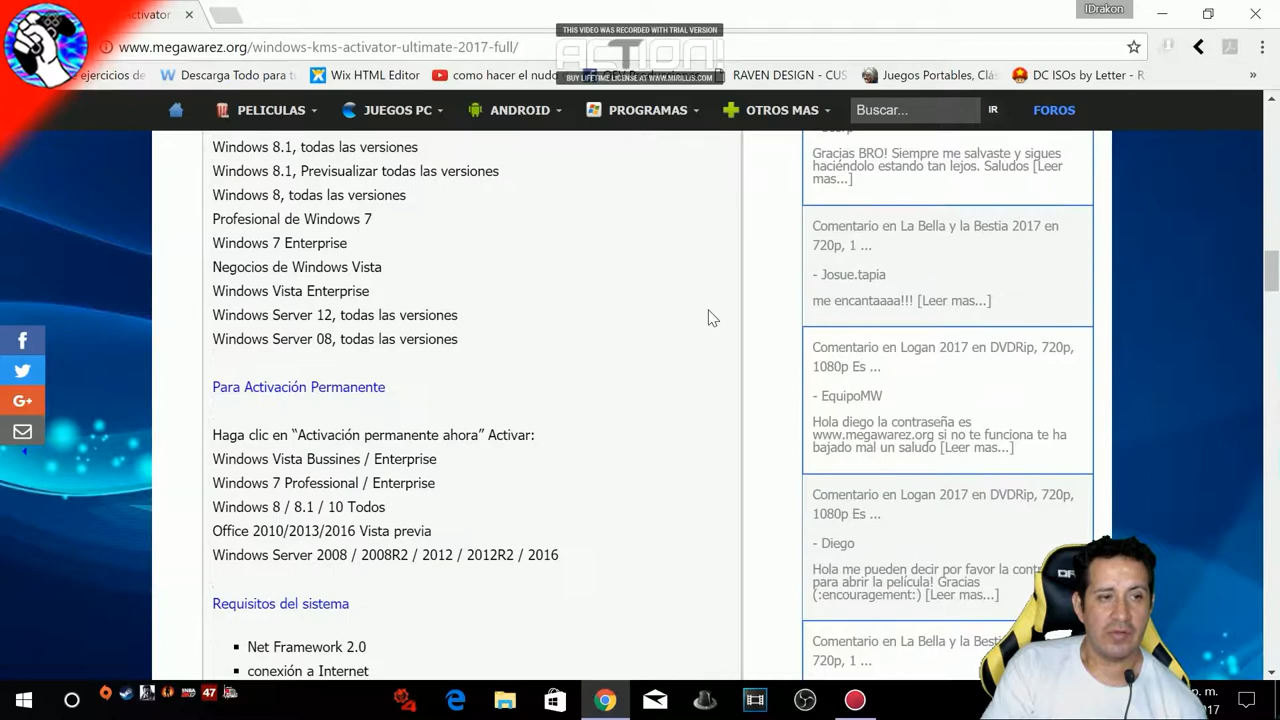 Activator
IDrakon
THIS VIDEO WAS RECORDED WITH TRIAL VERSION
ACTION!
BUY LIFETIME LICENSE AT WWW.MIRILLIS.COM
www.megawarez.org/windows-kms-activator-ultimate-2017-full/
ejercicios de
Descarga Todo para t
Wix HTML Editor
como hacer el nudo
RAVEN DESIGN - CUS
Juegos Portables, Clá
DC ISOs by Letter - R
PELICULAS
JUEGOS PC
ANDROID
PROGRAMAS
OTROS MAS
Buscar...
IR
FOROS
Windows 8.1, todas las versiones
Windows 8.1, Previsualizar todas las versiones
Windows 8, todas las versiones
Profesional de Windows 7
Windows 7 Enterprise
Negocios de Windows Vista
Windows Vista Enterprise
Windows Server 12, todas las versiones
Windows Server 08, todas las versiones
Para Activación Permanente
Haga clic en “Activación permanente ahora” Activar:
Windows Vista Bussines / Enterprise
Windows 7 Professional / Enterprise
Windows 8 / 8.1 / 10 Todos
Office 2010/2013/2016 Vista previa
Windows Server 2008 / 2008R2 / 2012 / 2012R2 / 2016
Requisitos del sistema
Net Framework 2.0
conexión a Internet
Gracias BRO! Siempre me salvaste y sigues
haciéndolo estando tan lejos. Saludos [Leer
mas...]
Comentario en La Bella y la Bestia 2017 en
720p, 1 ...
- Josue.tapia
me encantaaaa!!! [Leer mas...]
Comentario en Logan 2017 en DVDRip, 720p,
1080p Es ...
- EquipoMW
Hola diego la contraseña es
www.megawarez.org si no te funciona te ha
bajado mal un saludo [Leer mas...]
Comentario en Logan 2017 en DVDRip, 720p,
1080p Es ...
- Diego
Hola me pueden decir por favor la
para abrir la película! Gracias
(:encouragement:) [Leer mas...]
Comentario en La Bella y la
720p, 1 ...
47
o. m.